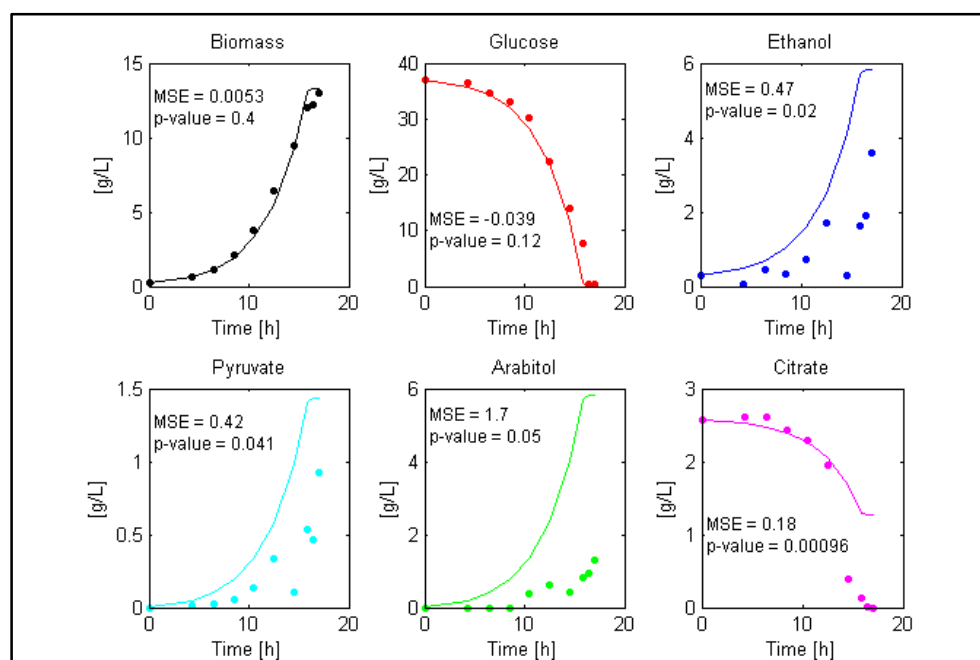 Biomass
Glucose
Ethanol
15
10
5
0
[g/L]
MSE = 0.0053
p-value = 0.4
0
10
20
Time [h]
40
30
20
10
0
[g/L]
MSE = -0.039
p-value = 0.12
0
10
20
Time [h]
6
4
2
0
[g/L]
MSE = 0.47
p-value = 0.02
0
10
20
Time [h]
Pyruvate
Arabitol
Citrate
1.5
1
0.5
0
[g/L]
MSE = 0.42
p-value = 0.041
0
10
20
Time [h]
6
4
2
0
[g/L]
MSE = 1.7
p-value = 0.05
0
10
20
Time [h]
3
2
1
0
[g/L]
MSE = 0.18
p-value = 0.00096
0
10
20
Time [h]